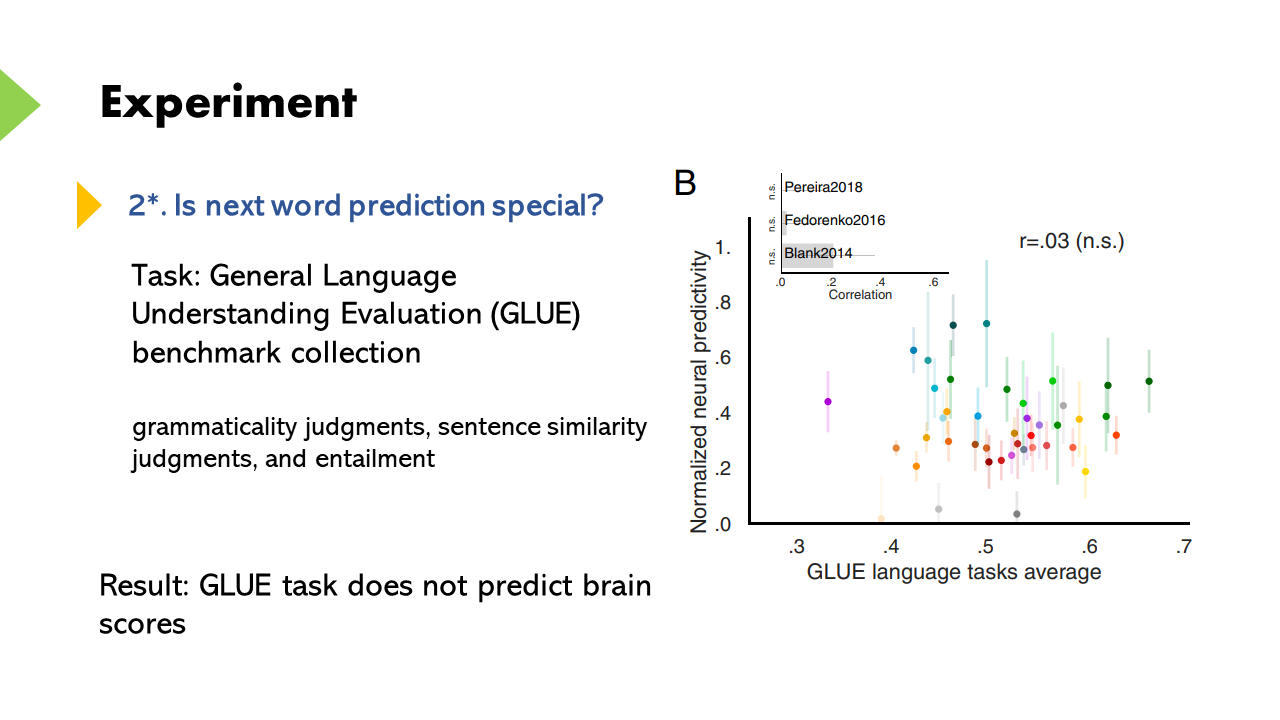 Experiment
2*. Is next word prediction special?
Task: General Language
Understanding Evaluation (GLUE)
benchmark collection
grammaticality judgments, sentence similarity
judgments, and entailment
Result: GLUE task does not predict brain
scores
B
n.s. Pereira2018
n.s. Fedorenko2016
n.s. Blank2014
.0 .2 .4 .6
Correlation
r=.03 (n.s.)
Normalized neural predictivity
1.
.8
.6
.4
.2
.0
.3 .4 .5 .6 .7
GLUE language tasks average